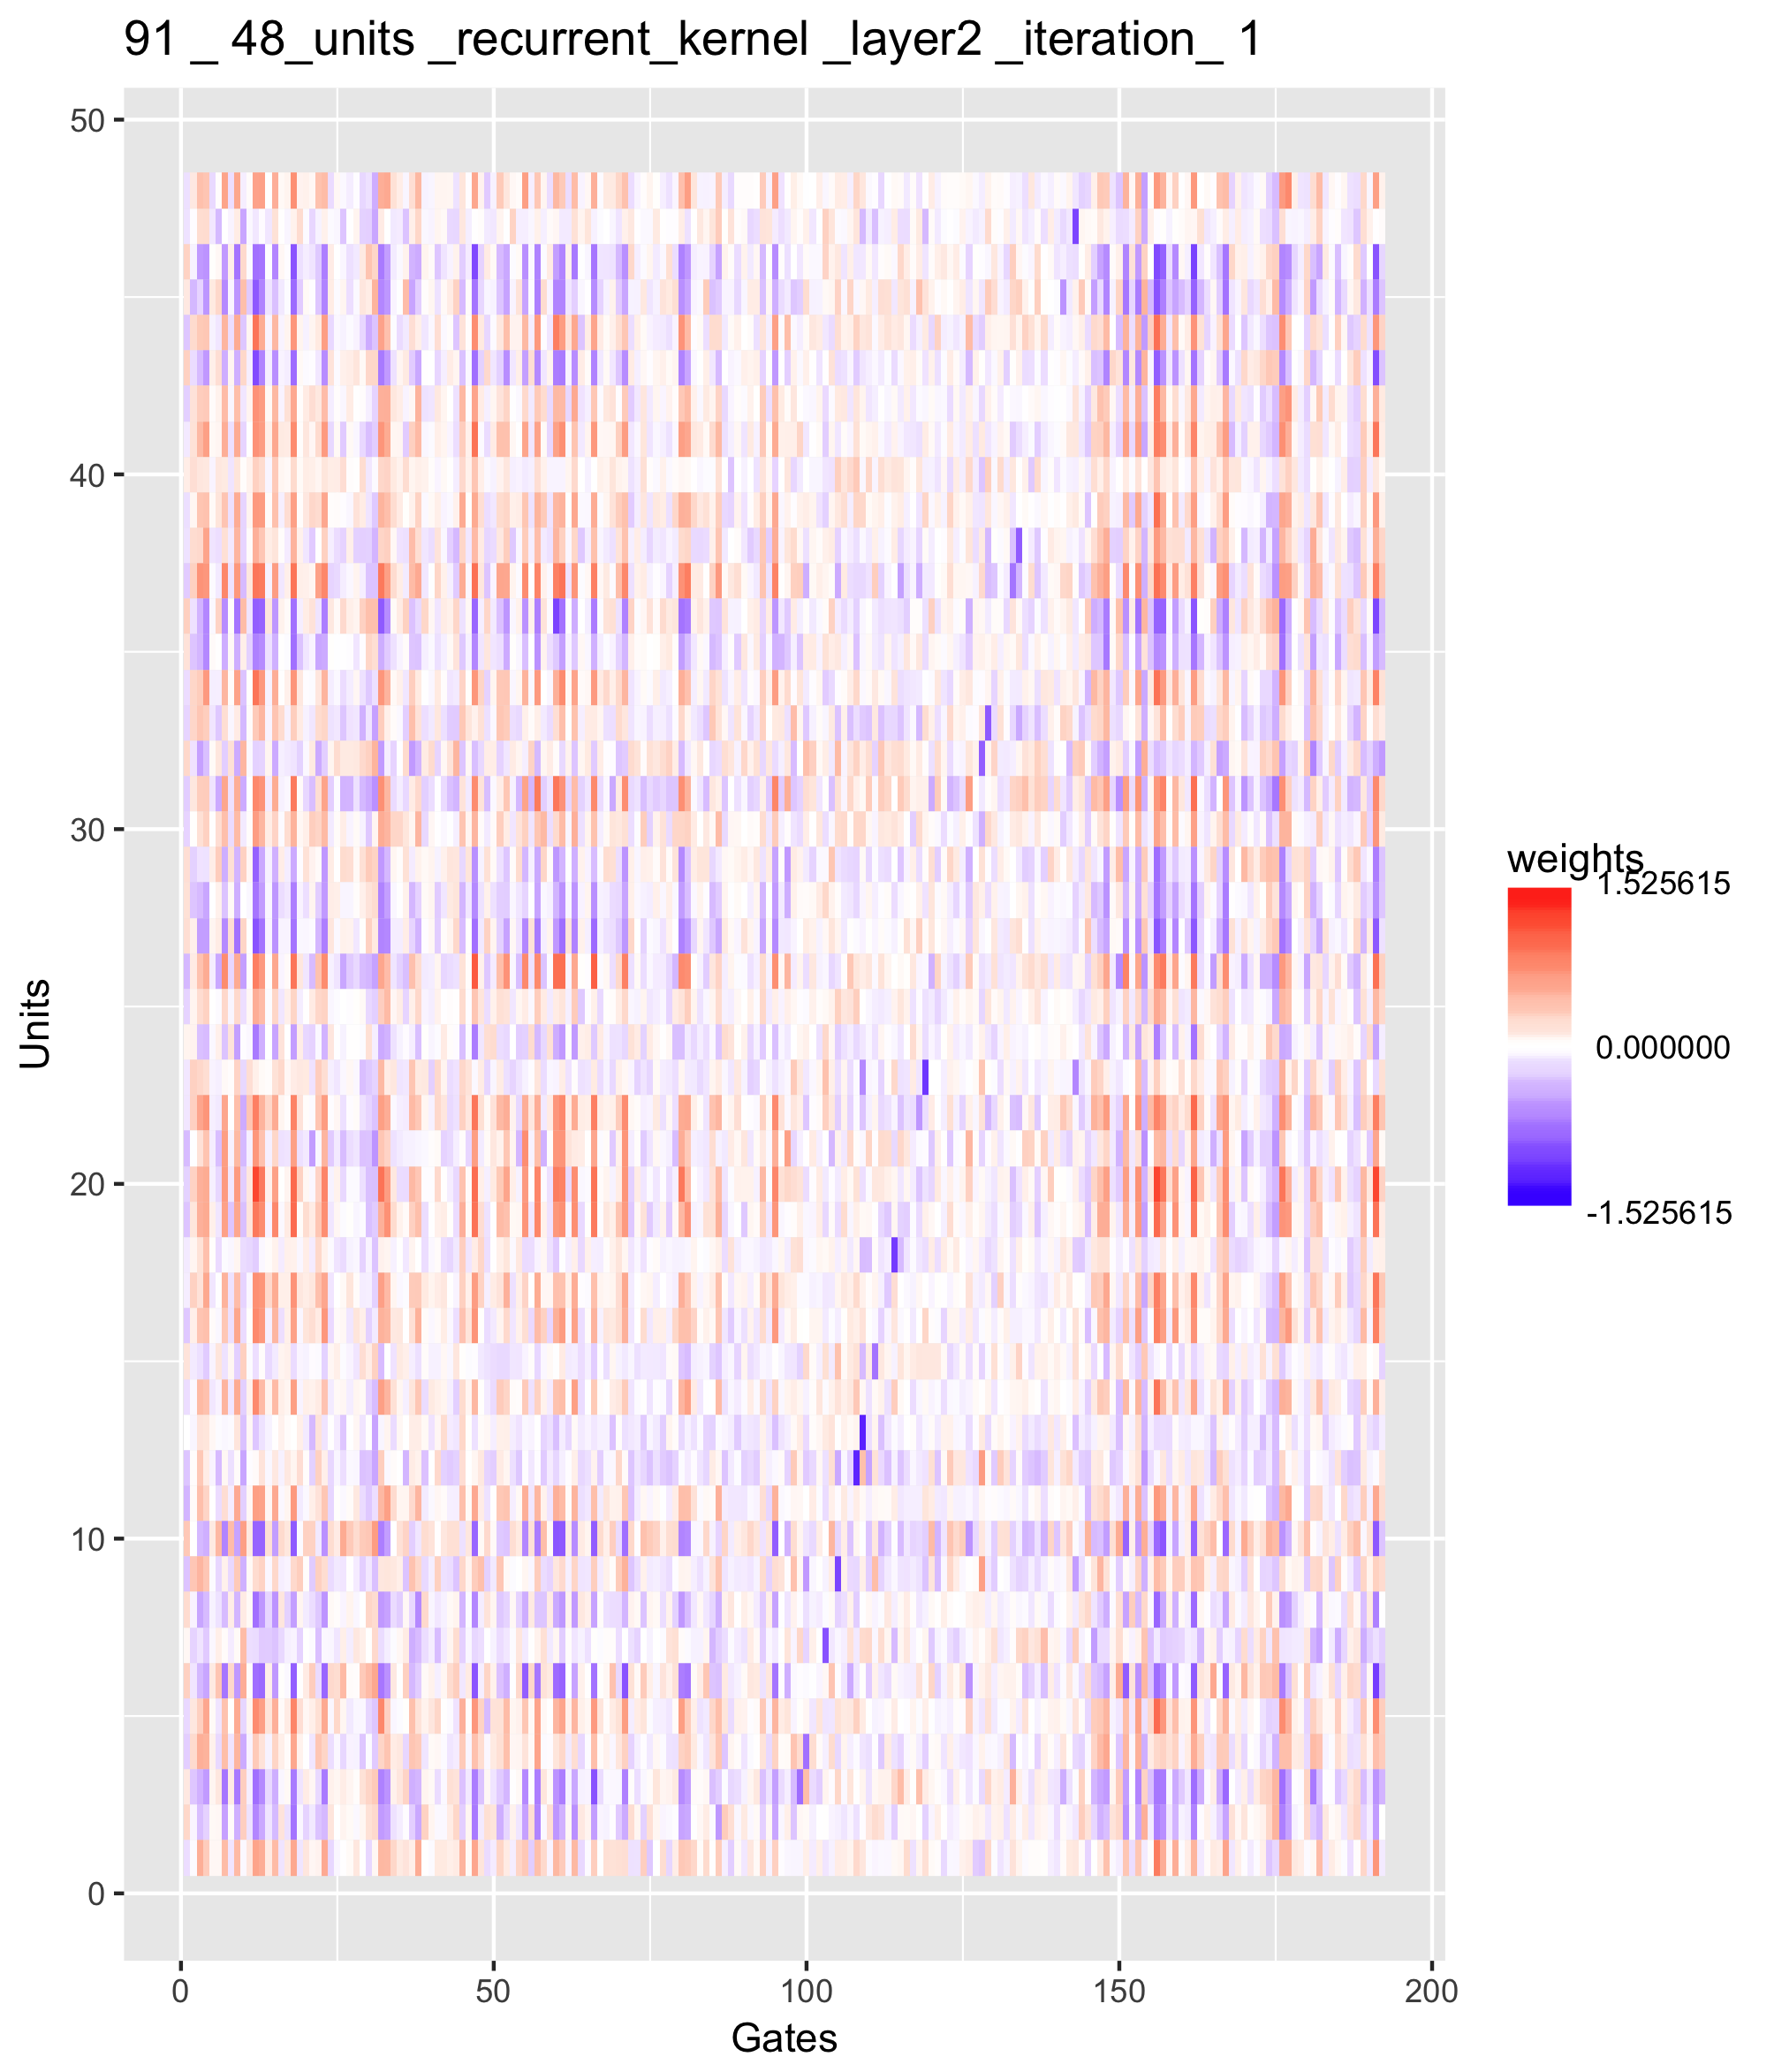 91 _ 48_units _recurrent_kernel _layer2 _iteration_ 1
50
40
30
20
10
0
Units
0 50 100 150 200
Gates
weights
1.525615
0.000000
-1.525615